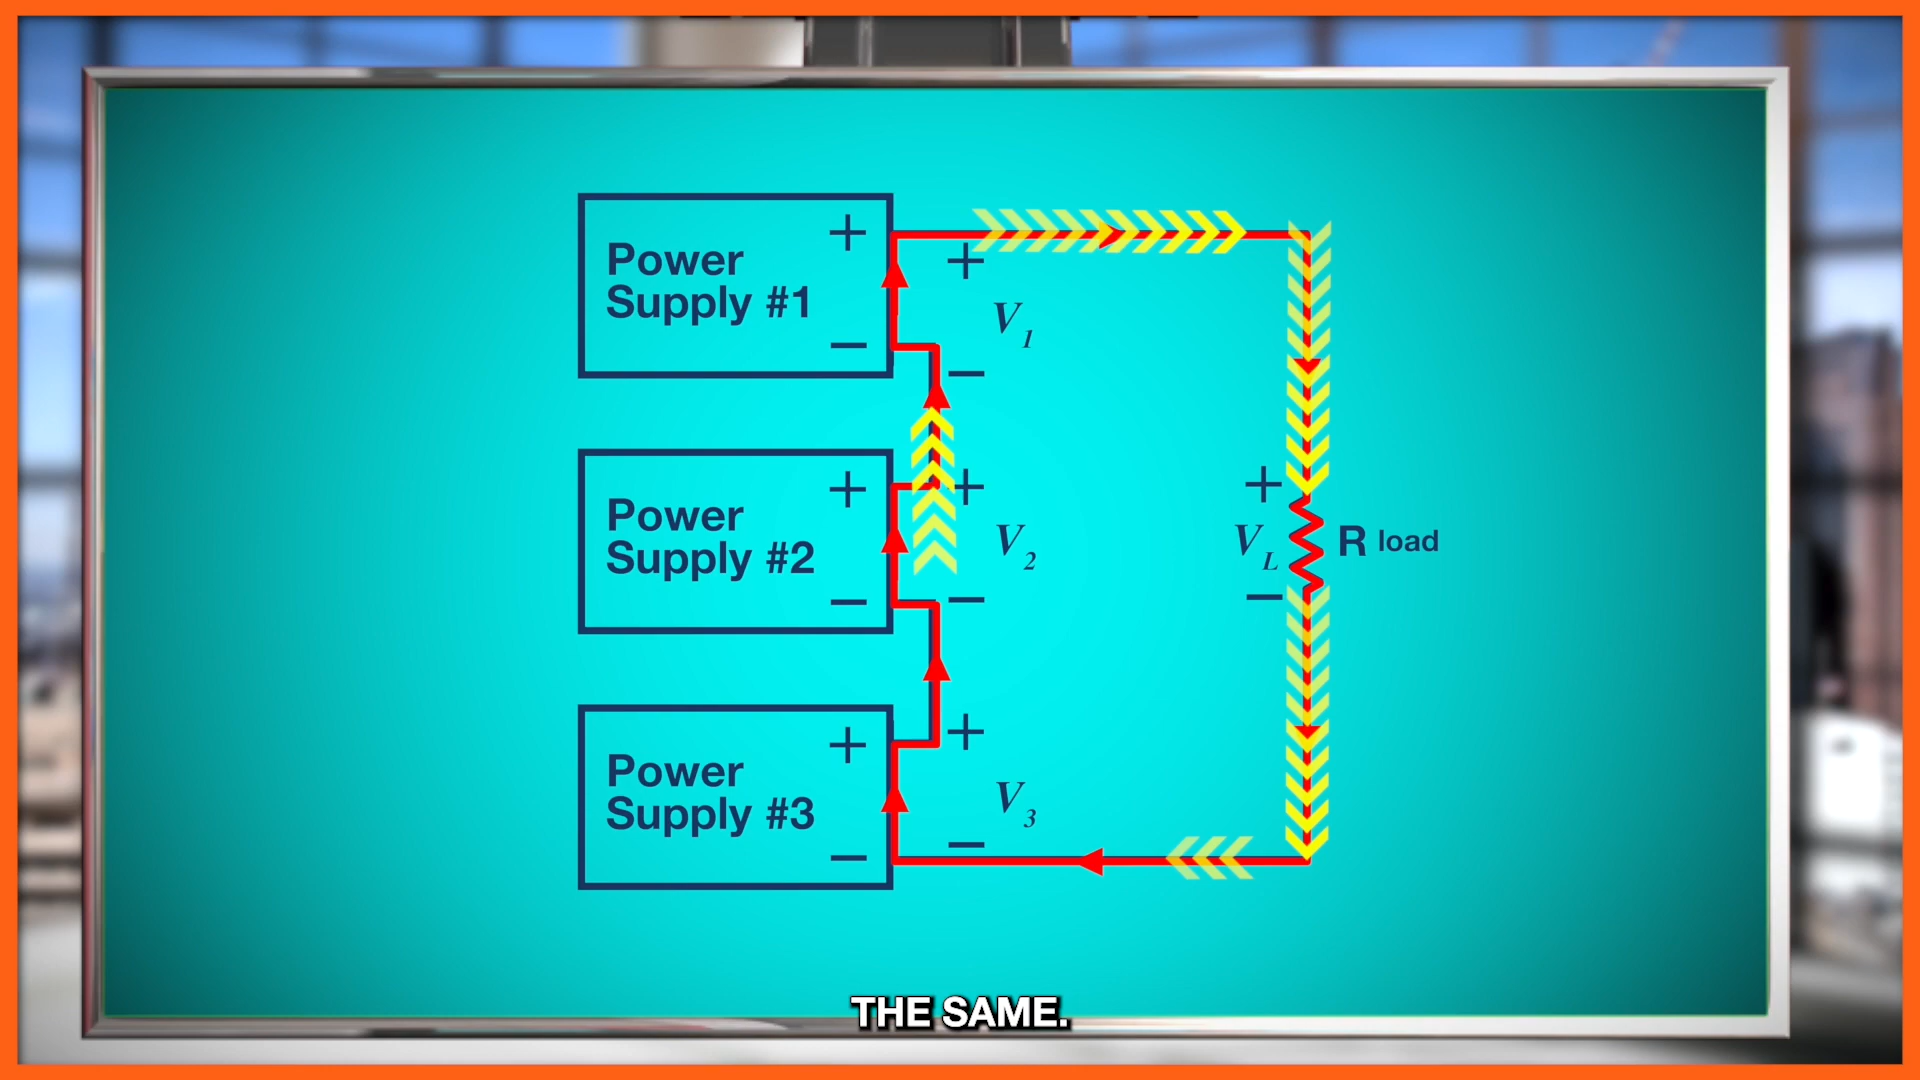 +
Power
Supply #1
−
+
V1
−
+
Power
Supply #2
−
+
V2
−
+
VL
−
R load
+
Power
Supply #3
−
+
V3
−
THE SAME.